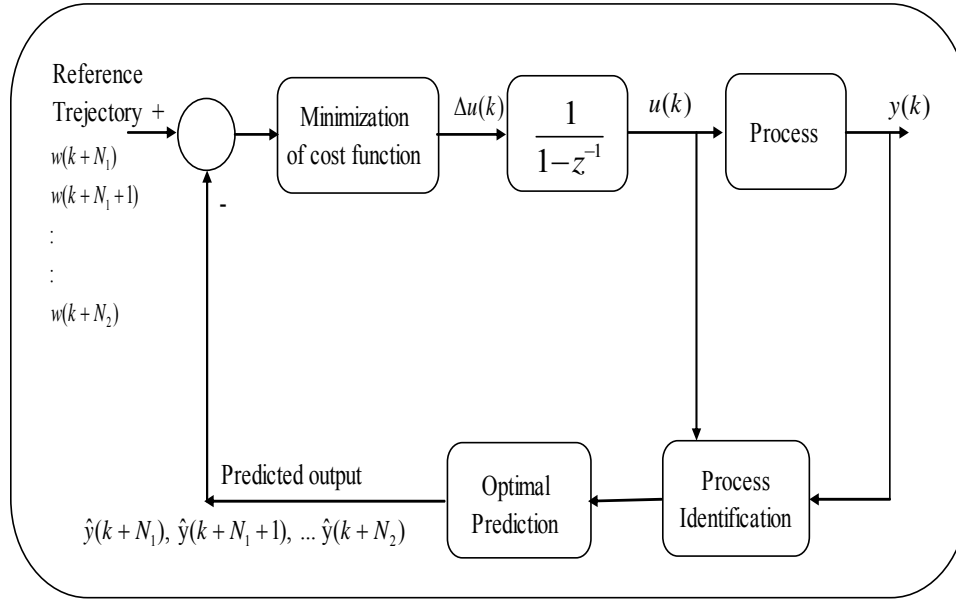 Reference
Trejectory +
w(k+N₁)
w(k+N₁+1)
:
:
w(k+N₂)
-
Minimization
of cost function
Δu(k)
1
1−z⁻¹
u(k)
Process
y(k)
Predicted output
ŷ(k+N₁), ŷ(k+N₁+1), ... ŷ(k+N₂)
Optimal
Prediction
Process
Identification